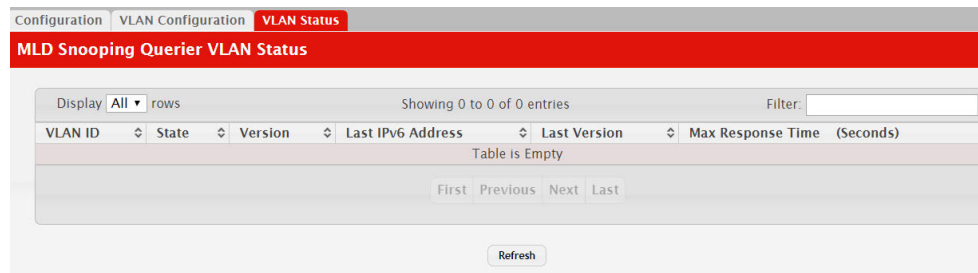 Configuration VLAN Configuration VLAN Status
MLD Snooping Querier VLAN Status
Display All rows Showing 0 to 0 of 0 entries Filter:
VLAN ID State Version Last IPv6 Address Last Version Max Response Time (Seconds)
Table is Empty
First Previous Next Last
Refresh